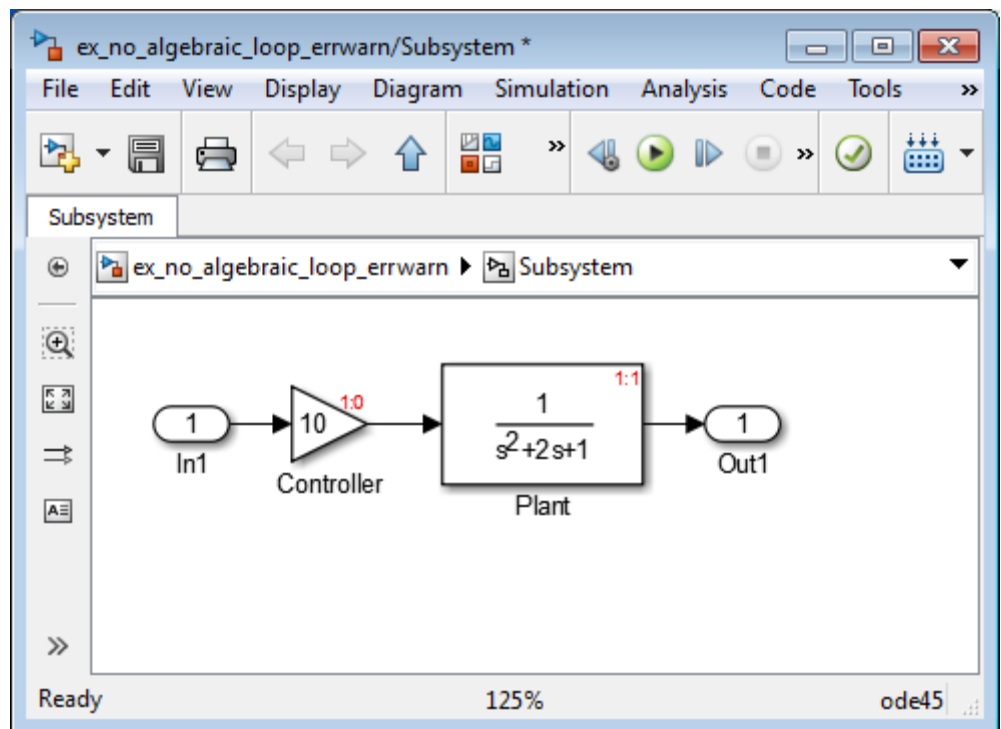 ex_no_algebraic_loop_errwarn/Subsystem *
File Edit View Display Diagram Simulation Analysis Code Tools »
» »
Subsystem
ex_no_algebraic_loop_errwarn Subsystem
1:1
1:0
1
1 10 1
s²+2s+1
In1 Out1
Controller
Plant
A
»
Ready 125% ode45